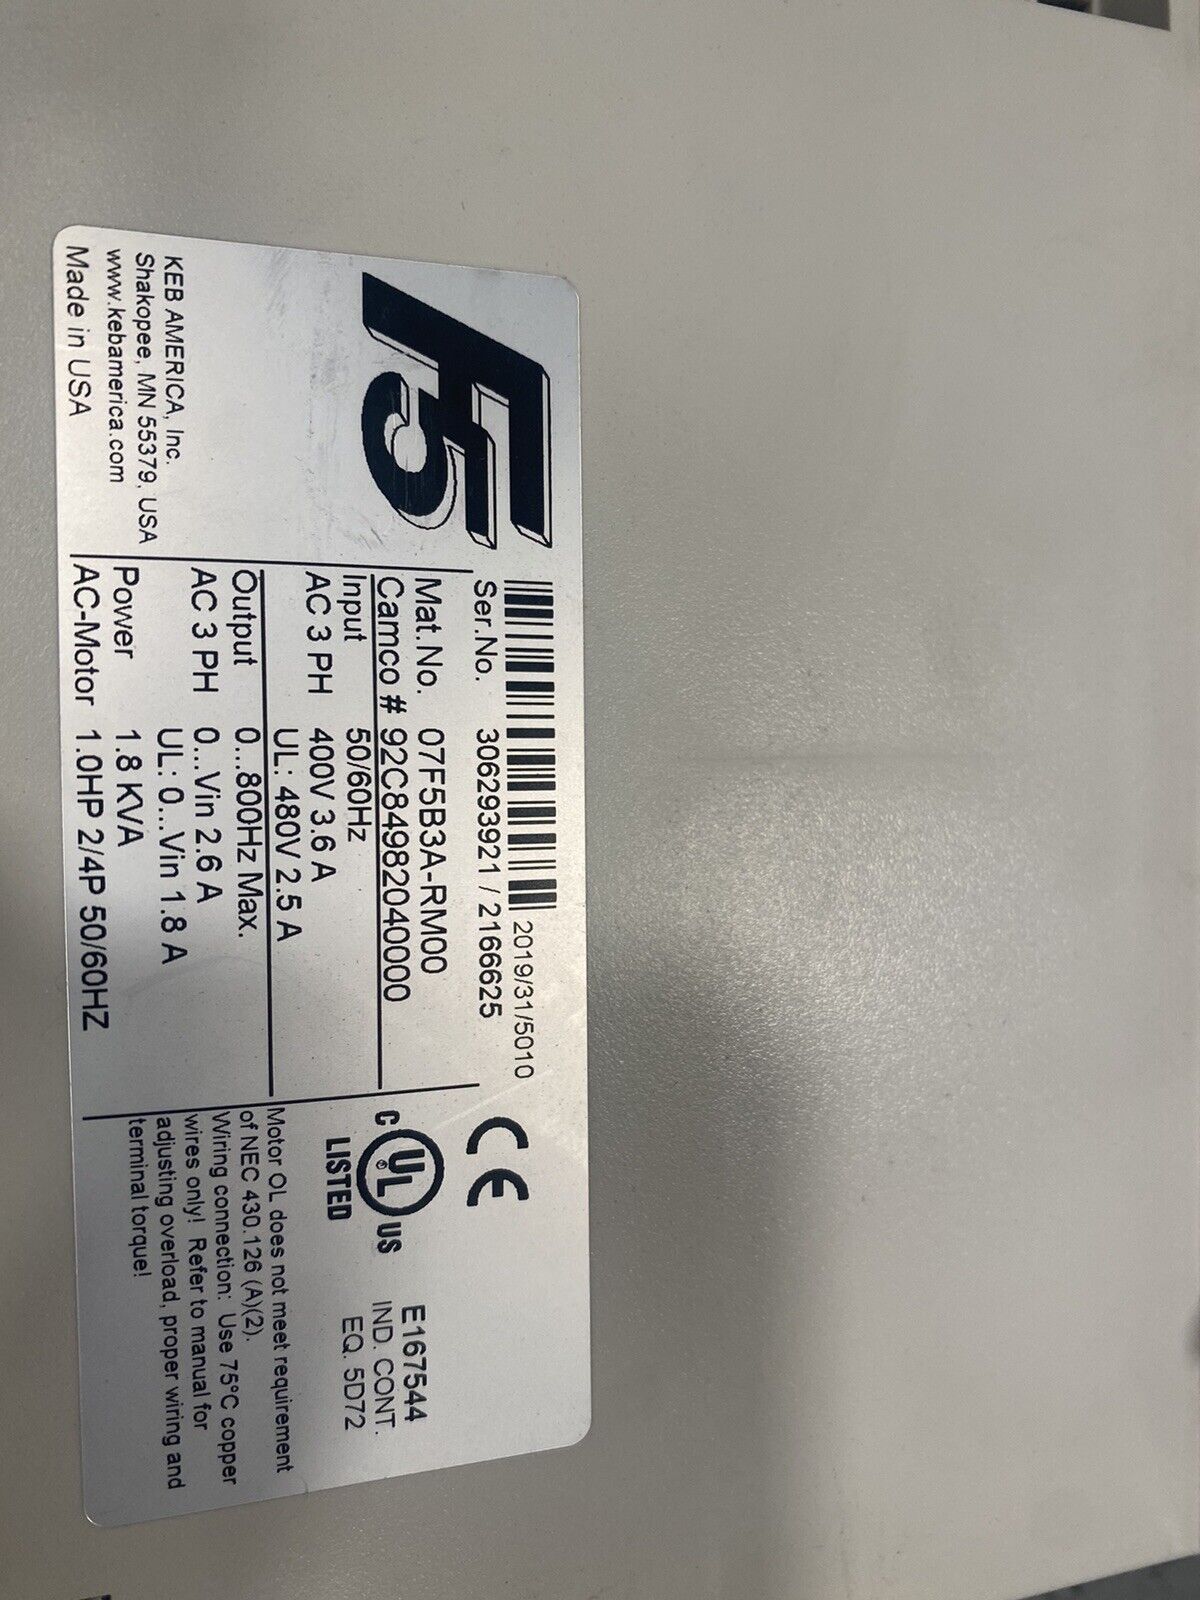 F5
KEB AMERICA, Inc.
Shakopee, MN 55379, USA
www.kebamerica.com
Made in USA
2019/31/5010
Ser.No. 306293921 / 2166625
Mat.No. 07F5B3A-RM00
Camco # 92C84982040000
Input 50/60Hz
AC 3 PH 400V 3.6 A
UL: 480V 2.5 A
Output 0...800Hz Max.
AC 3 PH 0...Vin 2.6 A
UL: 0...Vin 1.8 A
Power 1.8 KVA
AC-Motor 1.0HP 2/4P 50/60HZ
CE
C UL US
LISTED
E167544
IND. CONT.
EQ. 5D72
Motor OL does not meet requirement
of NEC 430.126 (A)(2).
Wiring connection: Use 75°C copper
wires only! Refer to manual for
adjusting overload, proper wiring and
terminal torque!